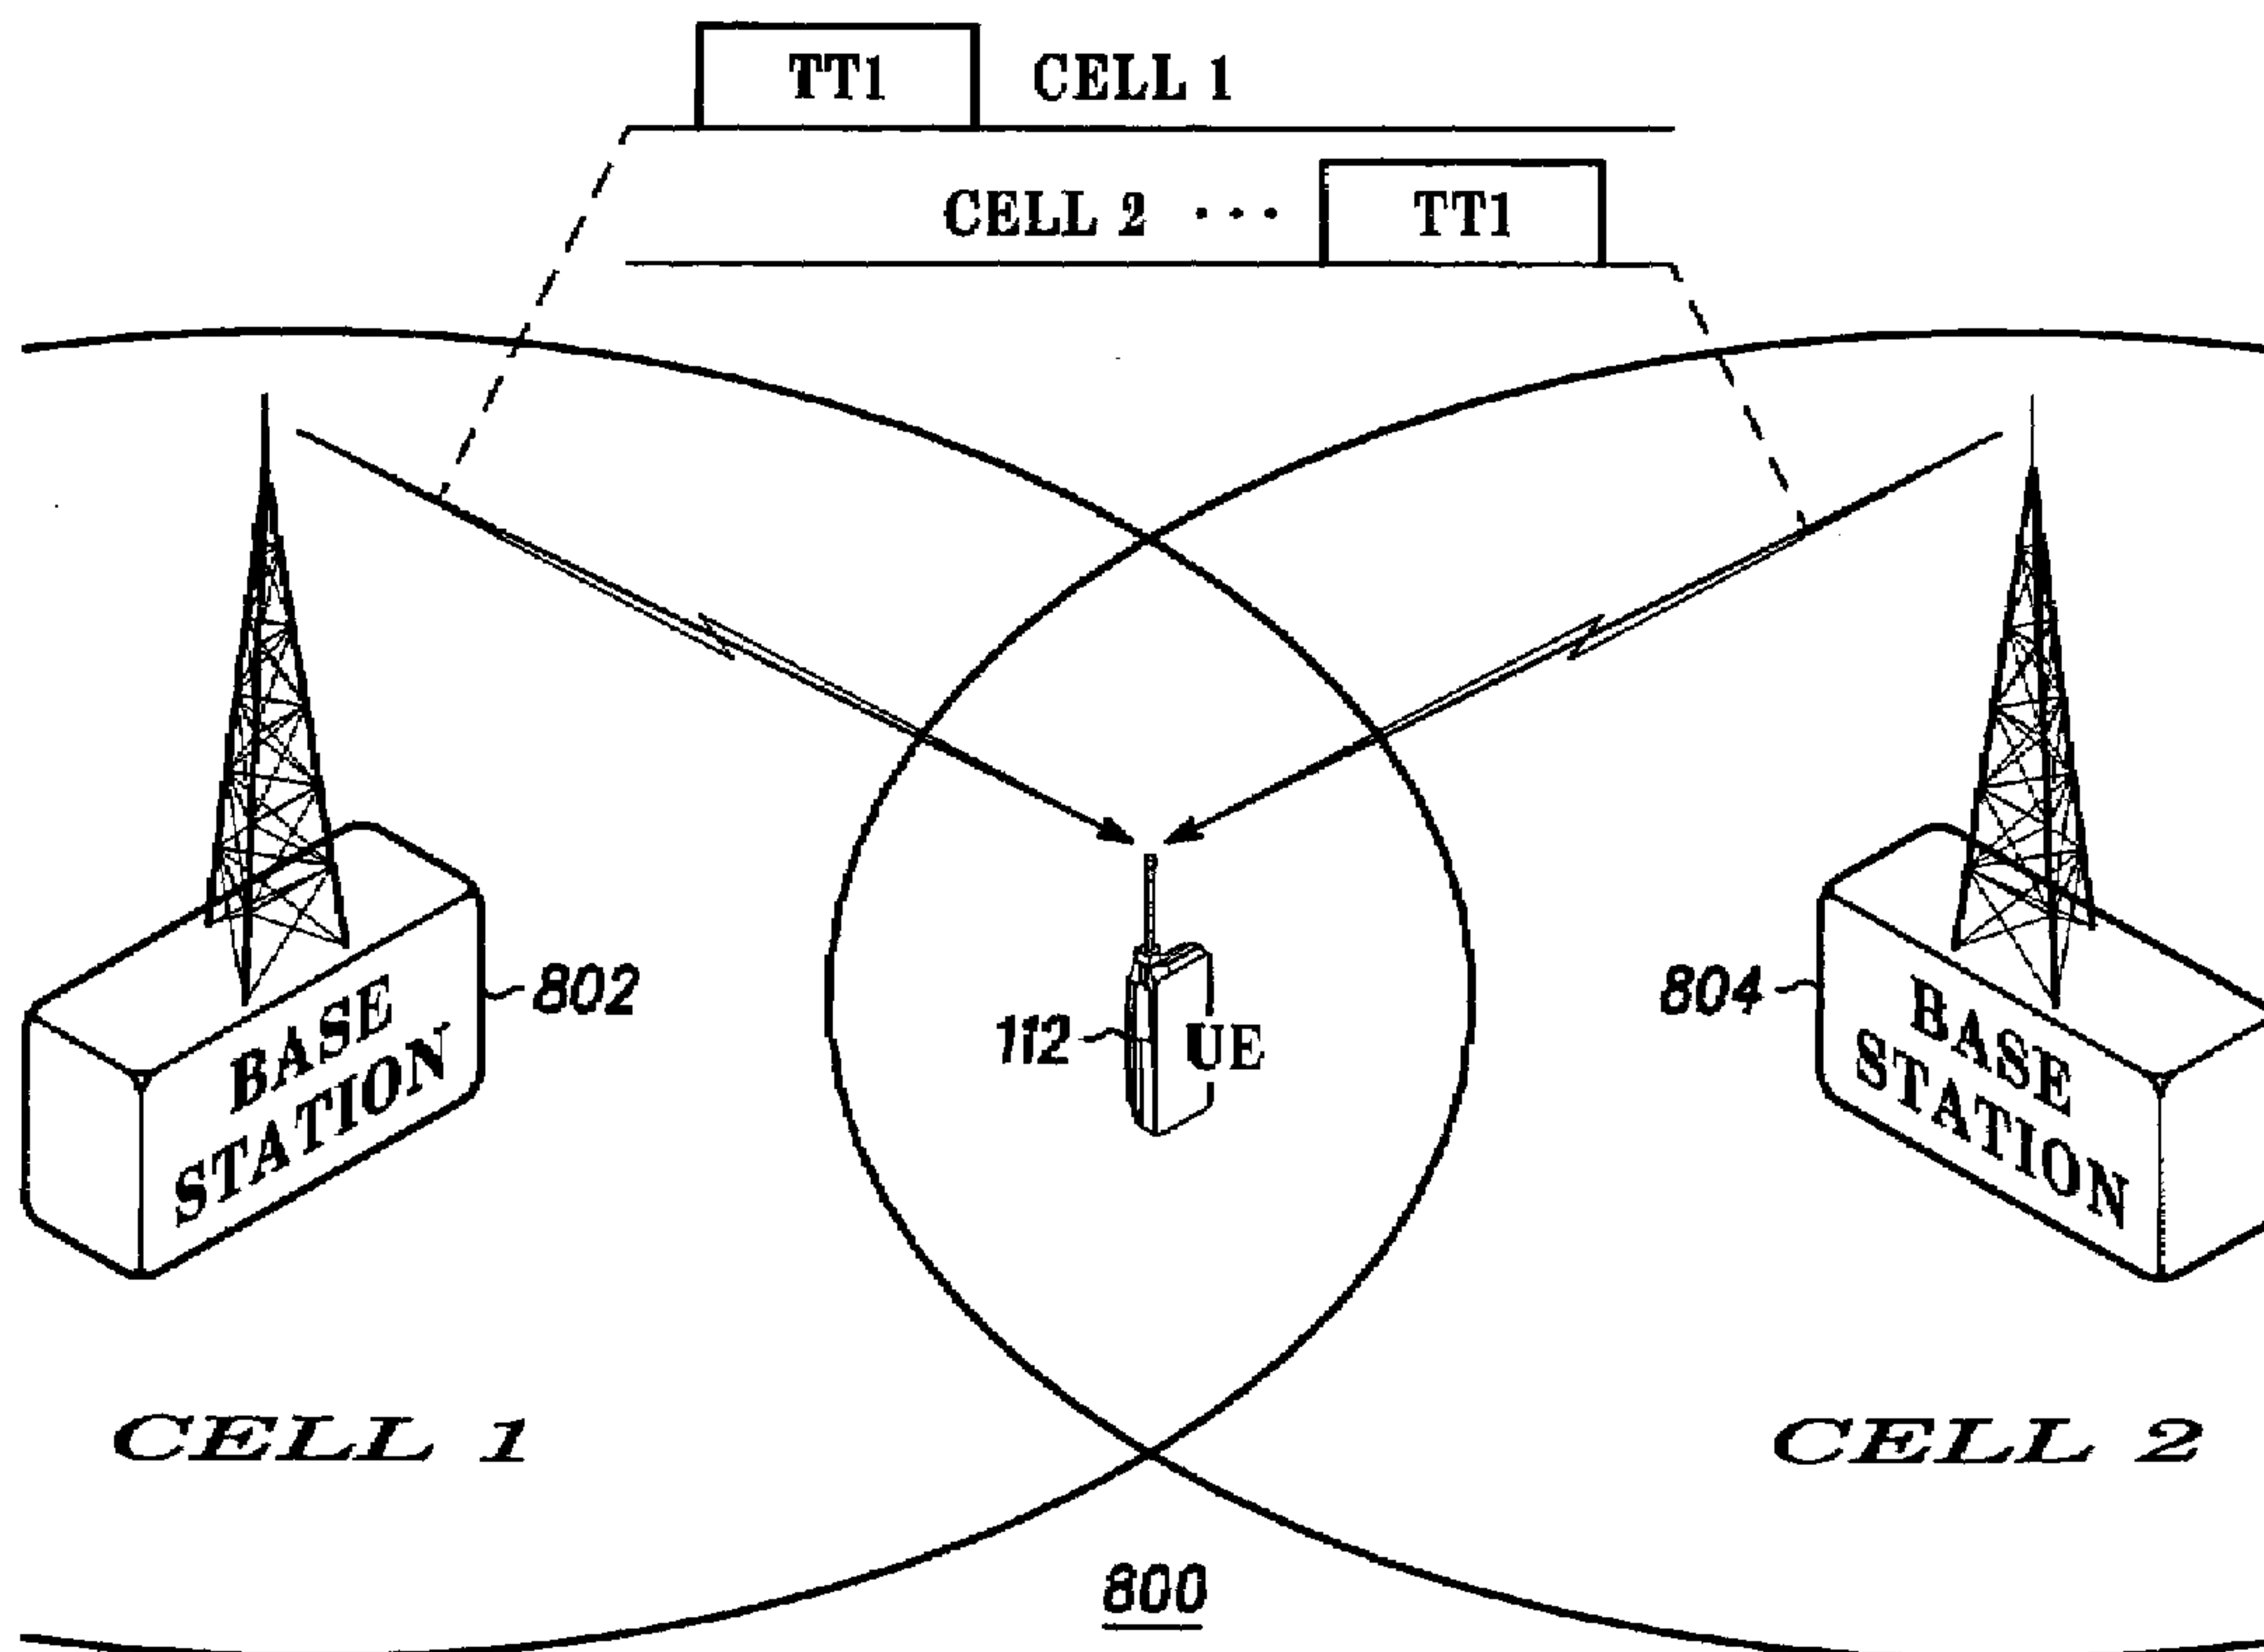 TT1 CELL 1
CELL 2 ··· TT1
802
BASE
STATION
112
UE
804
BASE
STATION
CELL 1
CELL 2
800